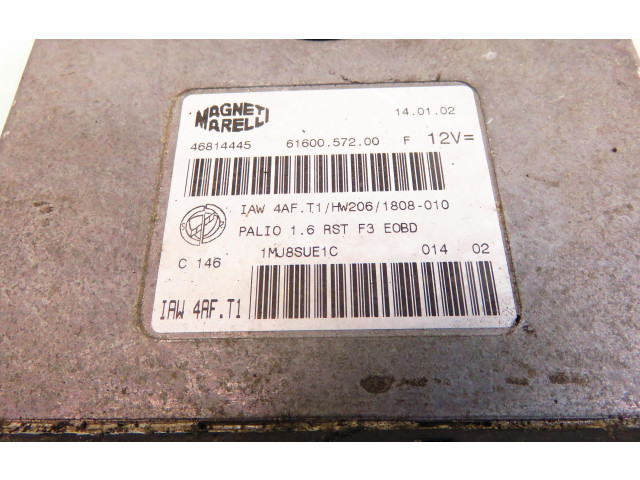 MAGNETI MARELLI
14.01.02
46814445 61600.572.00 F 12V=
IAW 4AF.T1/HW206/1808-010
PALIO 1.6 RST F3 EOBD
C 146 1MJ8SUE1C 014 02
IAW 4AF.T1